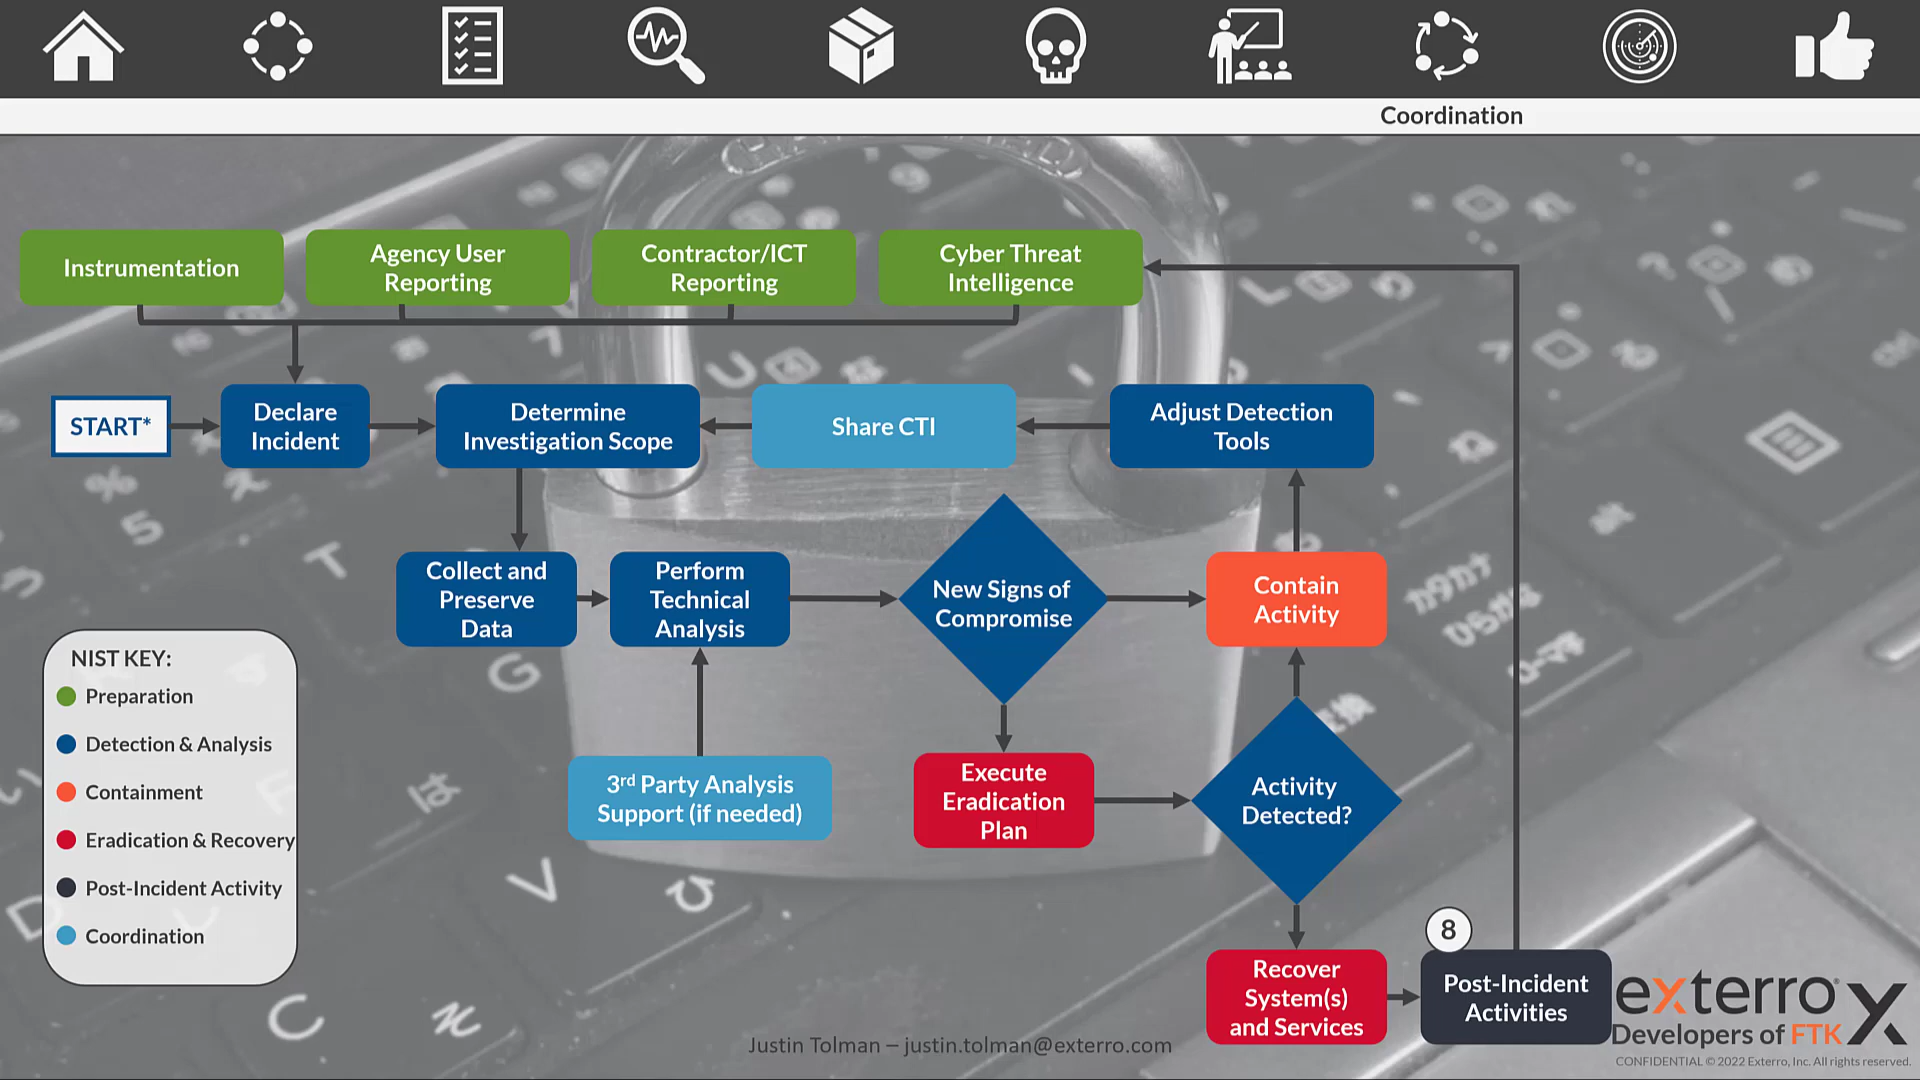 Coordination
Instrumentation
Agency User
Reporting
Contractor/ICT
Reporting
Cyber Threat
Intelligence
START*
Declare
Incident
Determine
Investigation Scope
Share CTI
Adjust Detection
Tools
Collect and
Preserve
Data
Perform
Technical
Analysis
New Signs of
Compromise
Contain
Activity
NIST KEY:
Preparation
Detection & Analysis
Containment
Eradication & Recovery
Post-Incident Activity
Coordination
3rd Party Analysis
Support (if needed)
Execute
Eradication
Plan
Activity
Detected?
8
Recover
System(s)
and Services
Post-Incident
Activities
exterro
Developers of FTK
Justin Tolman – justin.tolman@exterro.com
CONFIDENTIAL © 2022 Exterro, Inc. All rights reserved.